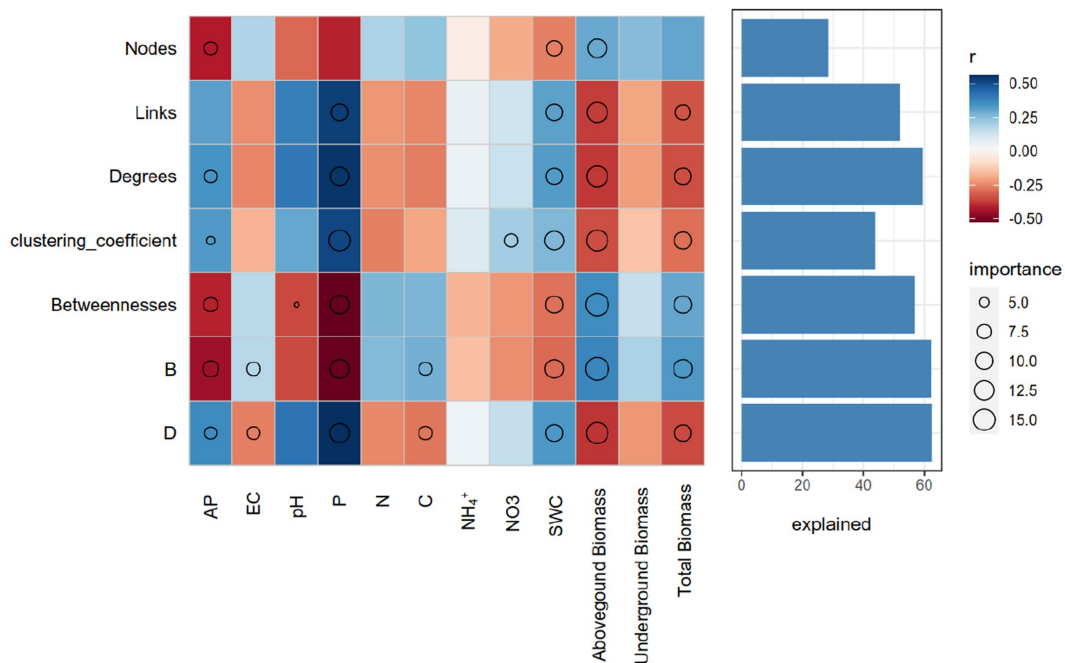 Nodes
Links
Degrees
clustering_coefficient
Betweennesses
B
D
AP
EC
pH
P
N
C
NH₄⁺
NO3
SWC
Abovegound Biomass
Underground Biomass
Total Biomass
0
20
40
60
explained
r
0.50
0.25
0.00
-0.25
-0.50
importance
5.0
7.5
10.0
12.5
15.0